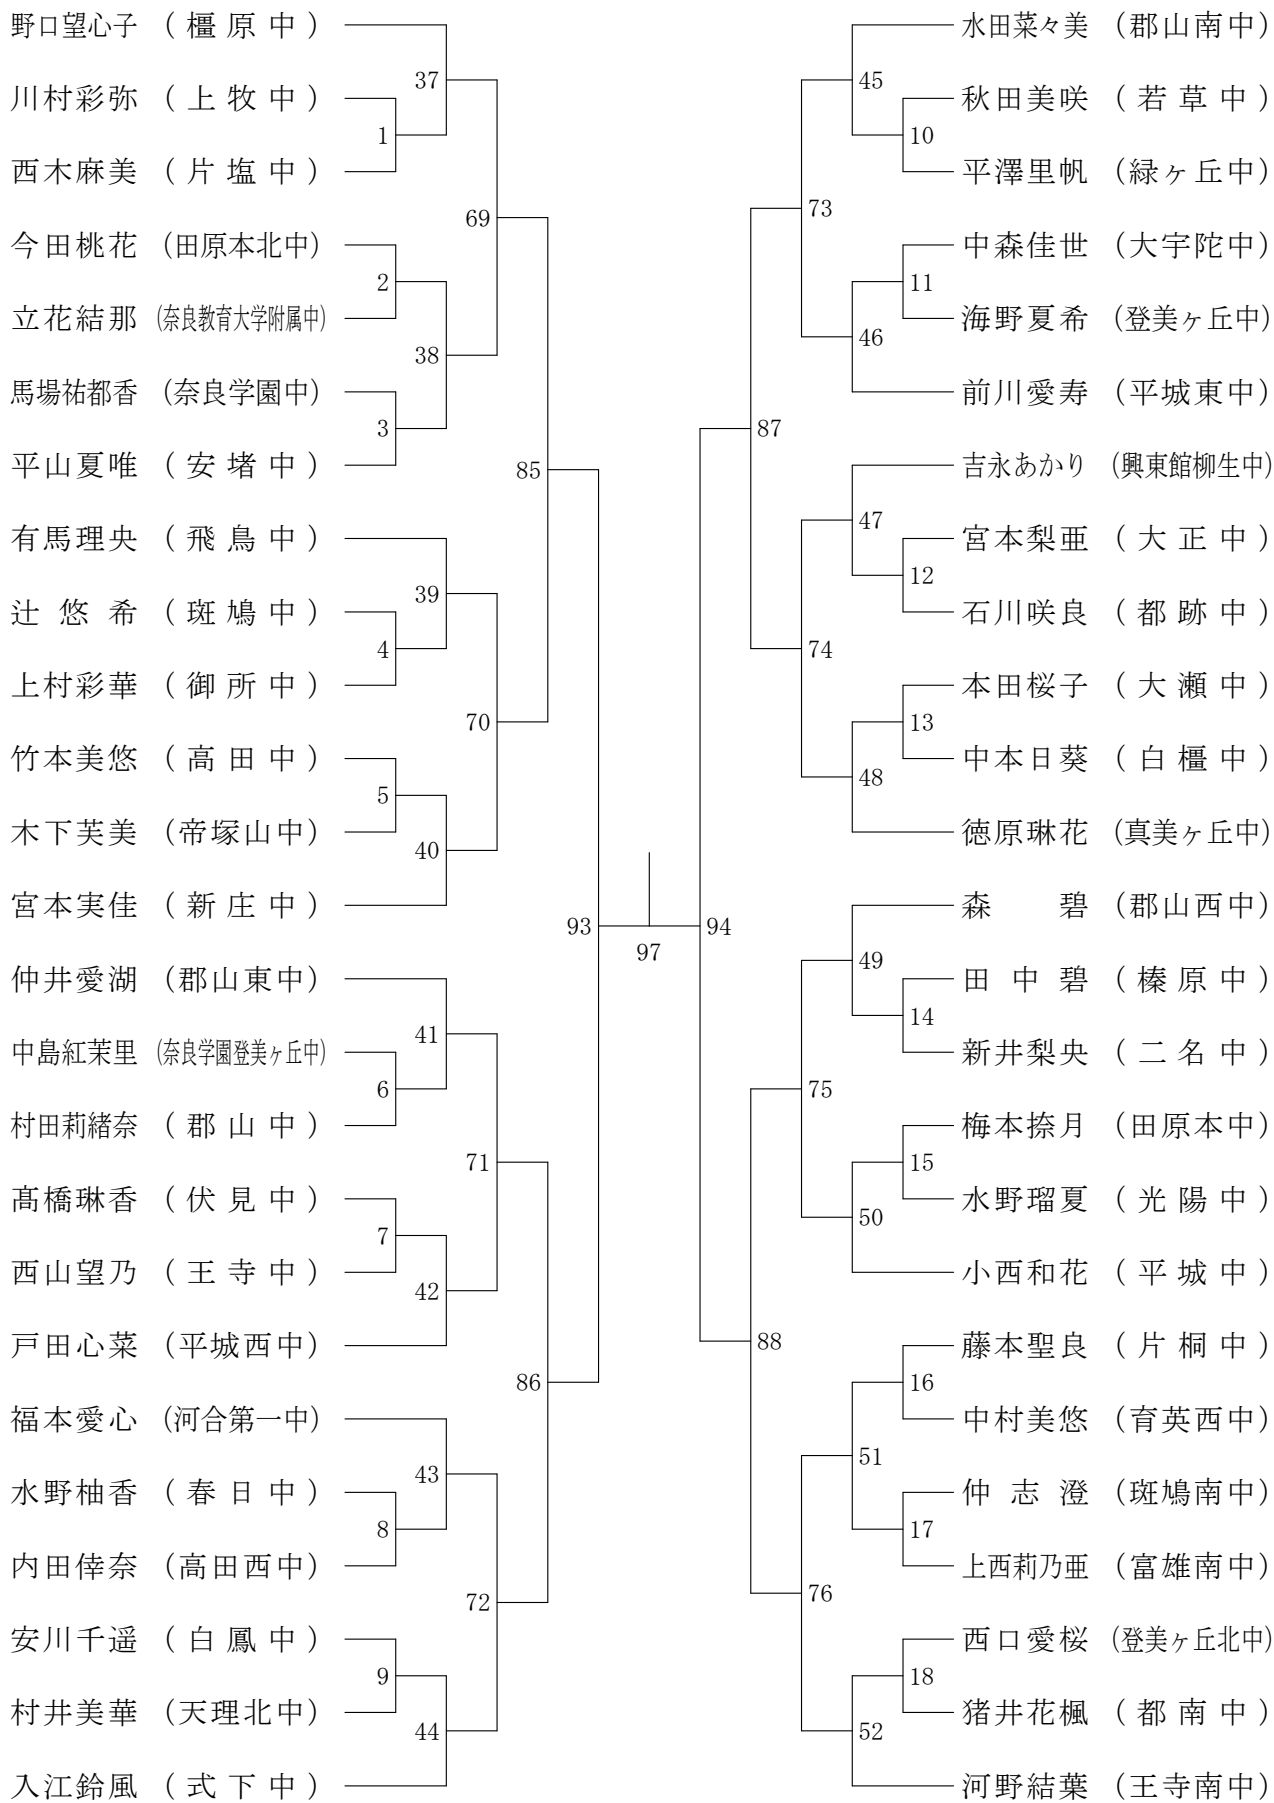 野口望心子 (橿原中)
37
川村彩弥 (上牧中)
1
西木麻美 (片塩中)
69
今田桃花 (田原本北中)
2
立花結那 (奈良教育大学附属中)
38
馬場祐都香 (奈良学園中)
3
平山夏唯 (安堵中)
85
有馬理央 (飛鳥中)
39
辻悠希 (斑鳩中)
4
上村彩華 (御所中)
70
竹本美悠 (高田中)
5
木下芙美 (帝塚山中)
40
宮本実佳 (新庄中)
93
仲井愛湖 (郡山東中)
41
中島紅茉里 (奈良学園登美ヶ丘中)
6
村田莉緒奈 (郡山中)
71
髙橋琳香 (伏見中)
7
西山望乃 (王寺中)
42
戸田心菜 (平城西中)
86
福本愛心 (河合第一中)
43
水野柚香 (春日中)
8
内田倖奈 (高田西中)
72
安川千遥 (白鳳中)
9
村井美華 (天理北中)
44
入江鈴風 (式下中)
97
水田菜々美 (郡山南中)
45
秋田美咲 (若草中)
10
平澤里帆 (緑ヶ丘中)
73
中森佳世 (大宇陀中)
11
海野夏希 (登美ヶ丘中)
46
前川愛寿 (平城東中)
87
吉永あかり (興東館柳生中)
47
宮本梨亜 (大正中)
12
石川咲良 (都跡中)
74
本田桜子 (大瀬中)
13
中本日葵 (白橿中)
48
徳原琳花 (真美ヶ丘中)
94
森碧 (郡山西中)
49
田中碧 (榛原中)
14
新井梨央 (二名中)
75
梅本捺月 (田原本中)
15
水野瑠夏 (光陽中)
50
小西和花 (平城中)
88
藤本聖良 (片桐中)
16
中村美悠 (育英西中)
51
仲志澄 (斑鳩南中)
17
上西莉乃亜 (富雄南中)
76
西口愛桜 (登美ヶ丘北中)
18
猪井花楓 (都南中)
52
河野結葉 (王寺南中)